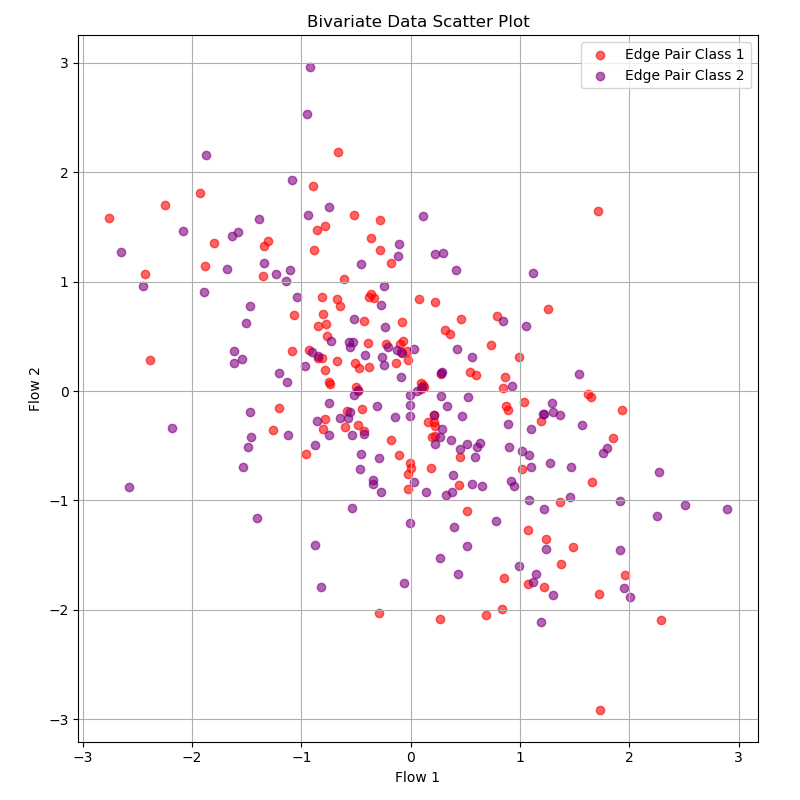 Bivariate Data Scatter Plot
Edge Pair Class 1
Edge Pair Class 2
3
2
1
0
−1
−2
−3
Flow 2
−3 −2 −1 0 1 2 3
Flow 1